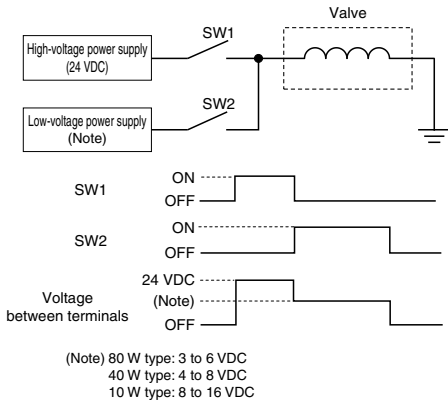 Valve
SW1
High-voltage power supply
(24 VDC)
SW2
Low-voltage power supply
(Note)
SW1
ON
OFF
SW2
ON
OFF
Voltage
between terminals
24 VDC
(Note)
OFF
(Note) 80 W type: 3 to 6 VDC
40 W type: 4 to 8 VDC
10 W type: 8 to 16 VDC